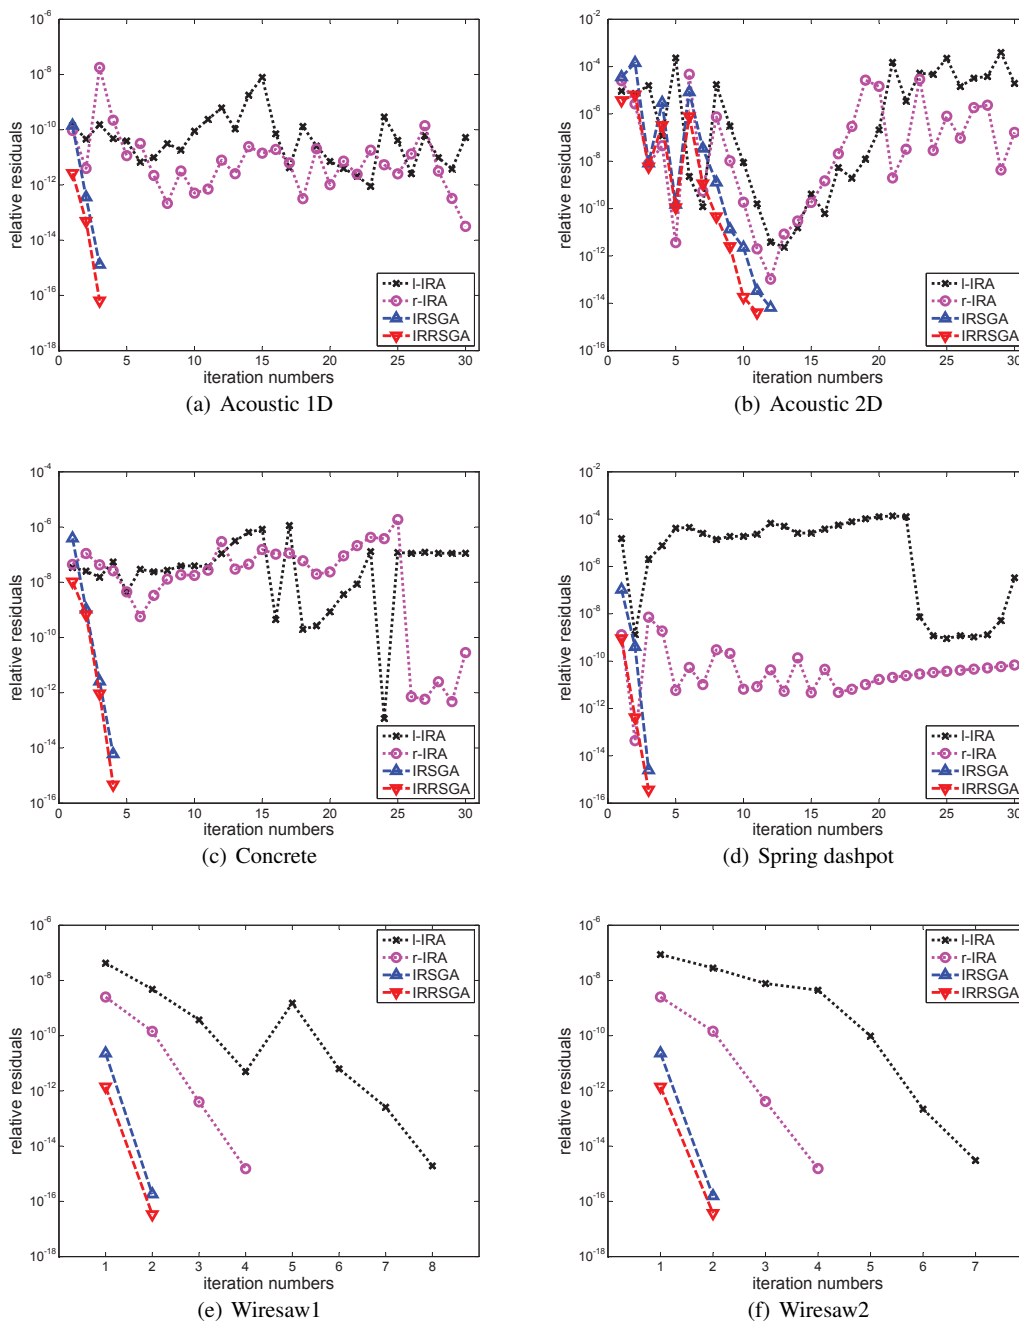 10^-6
10^-8
10^-10
10^-12
10^-14
10^-16
10^-18
relative residuals
0 5 10 15 20 25 30
iteration numbers
l-IRA
r-IRA
IRSGA
IRRSGA
(a) Acoustic 1D
10^-2
10^-4
10^-6
10^-8
10^-10
10^-12
10^-14
10^-16
relative residuals
0 5 10 15 20 25 30
iteration numbers
l-IRA
r-IRA
IRSGA
IRRSGA
(b) Acoustic 2D
10^-4
10^-6
10^-8
10^-10
10^-12
10^-14
10^-16
relative residuals
0 5 10 15 20 25 30
iteration numbers
l-IRA
r-IRA
IRSGA
IRRSGA
(c) Concrete
10^-2
10^-4
10^-6
10^-8
10^-10
10^-12
10^-14
10^-16
relative residuals
0 5 10 15 20 25 30
iteration numbers
l-IRA
r-IRA
IRSGA
IRRSGA
(d) Spring dashpot
10^-6
10^-8
10^-10
10^-12
10^-14
10^-16
10^-18
relative residuals
1 2 3 4 5 6 7 8
iteration numbers
l-IRA
r-IRA
IRSGA
IRRSGA
(e) Wiresaw1
10^-6
10^-8
10^-10
10^-12
10^-14
10^-16
10^-18
relative residuals
1 2 3 4 5 6 7
iteration numbers
l-IRA
r-IRA
IRSGA
IRRSGA
(f) Wiresaw2